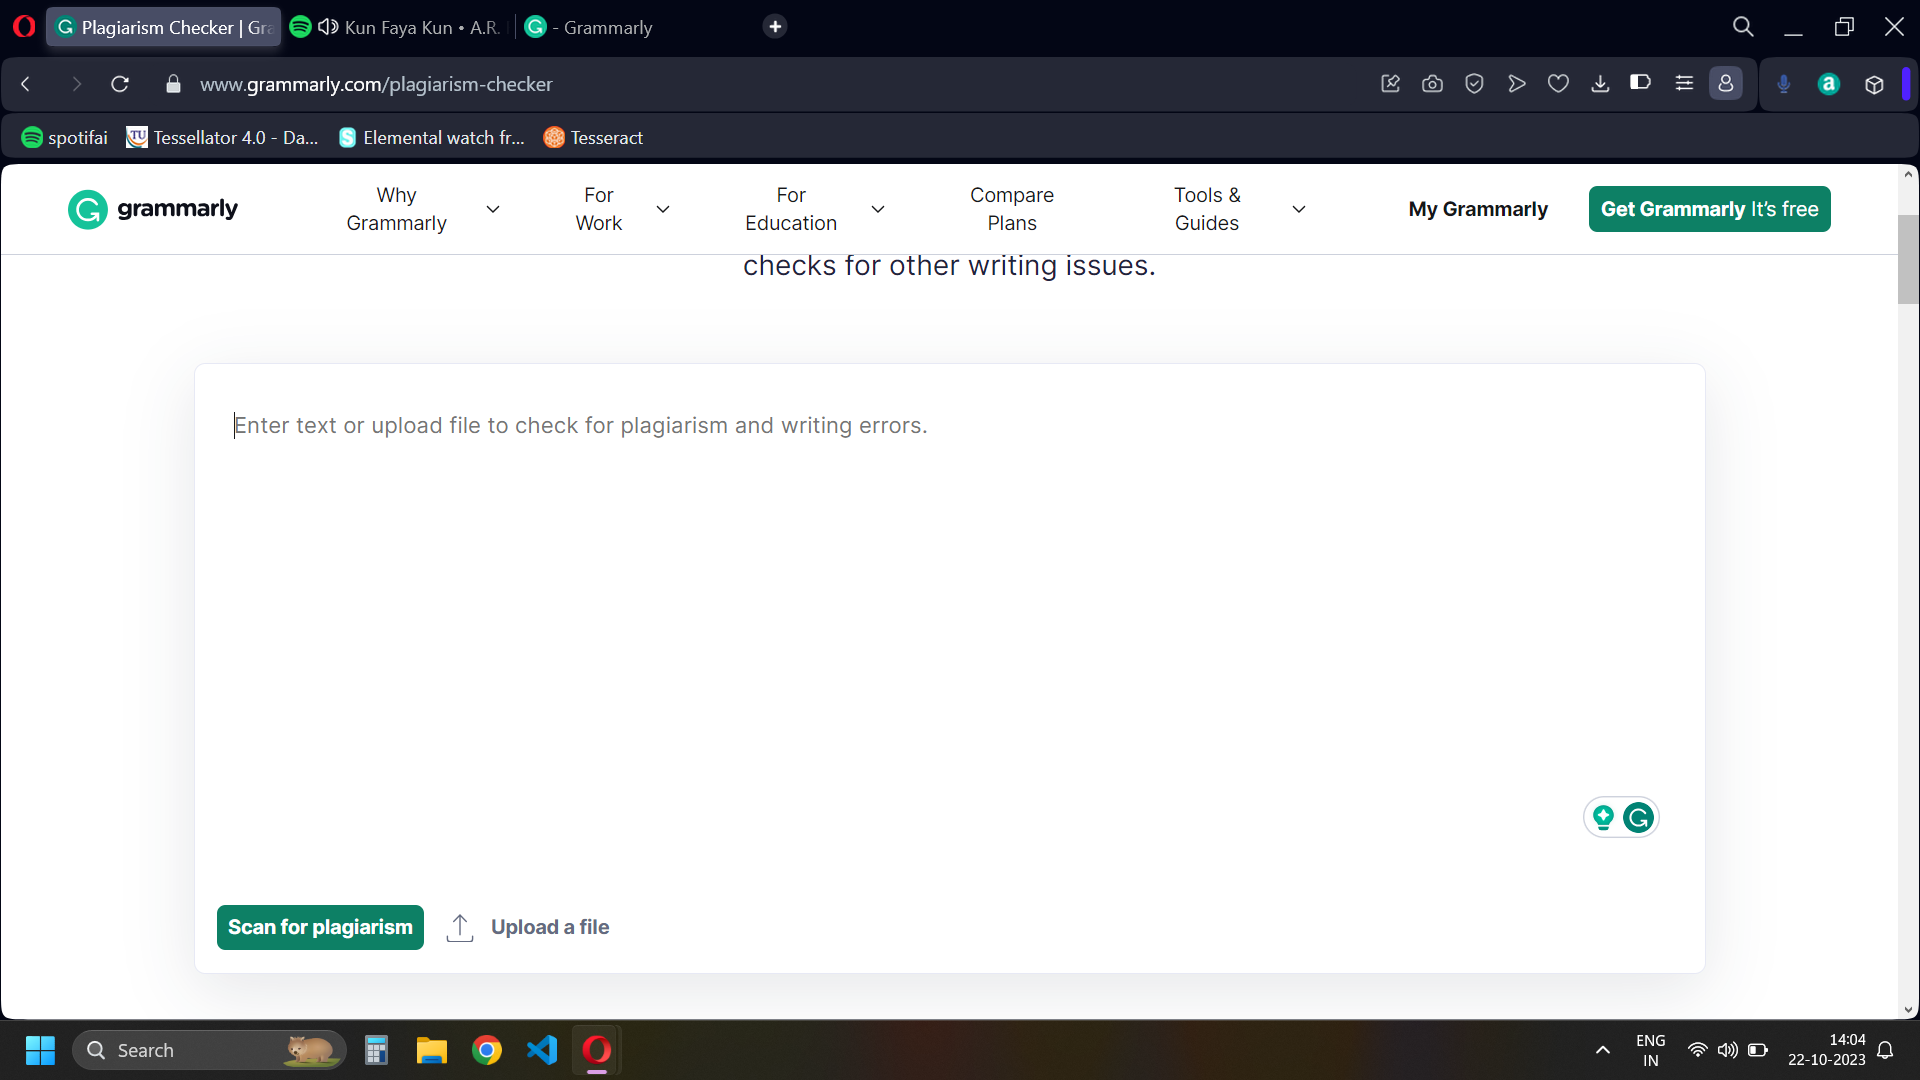 Plagiarism Checker | Gra
Kun Faya Kun • A.R.
- Grammarly
www.grammarly.com/plagiarism-checker
spotifai
TU Tessellator 4.0 - Da...
Elemental watch fr...
Tesseract
grammarly
Why Grammarly
For Work
For Education
Compare Plans
Tools & Guides
My Grammarly
Get Grammarly It's free
checks for other writing issues.
Enter text or upload file to check for plagiarism and writing errors.
Scan for plagiarism
Upload a file
Search
ENG
IN
14:04
22-10-2023